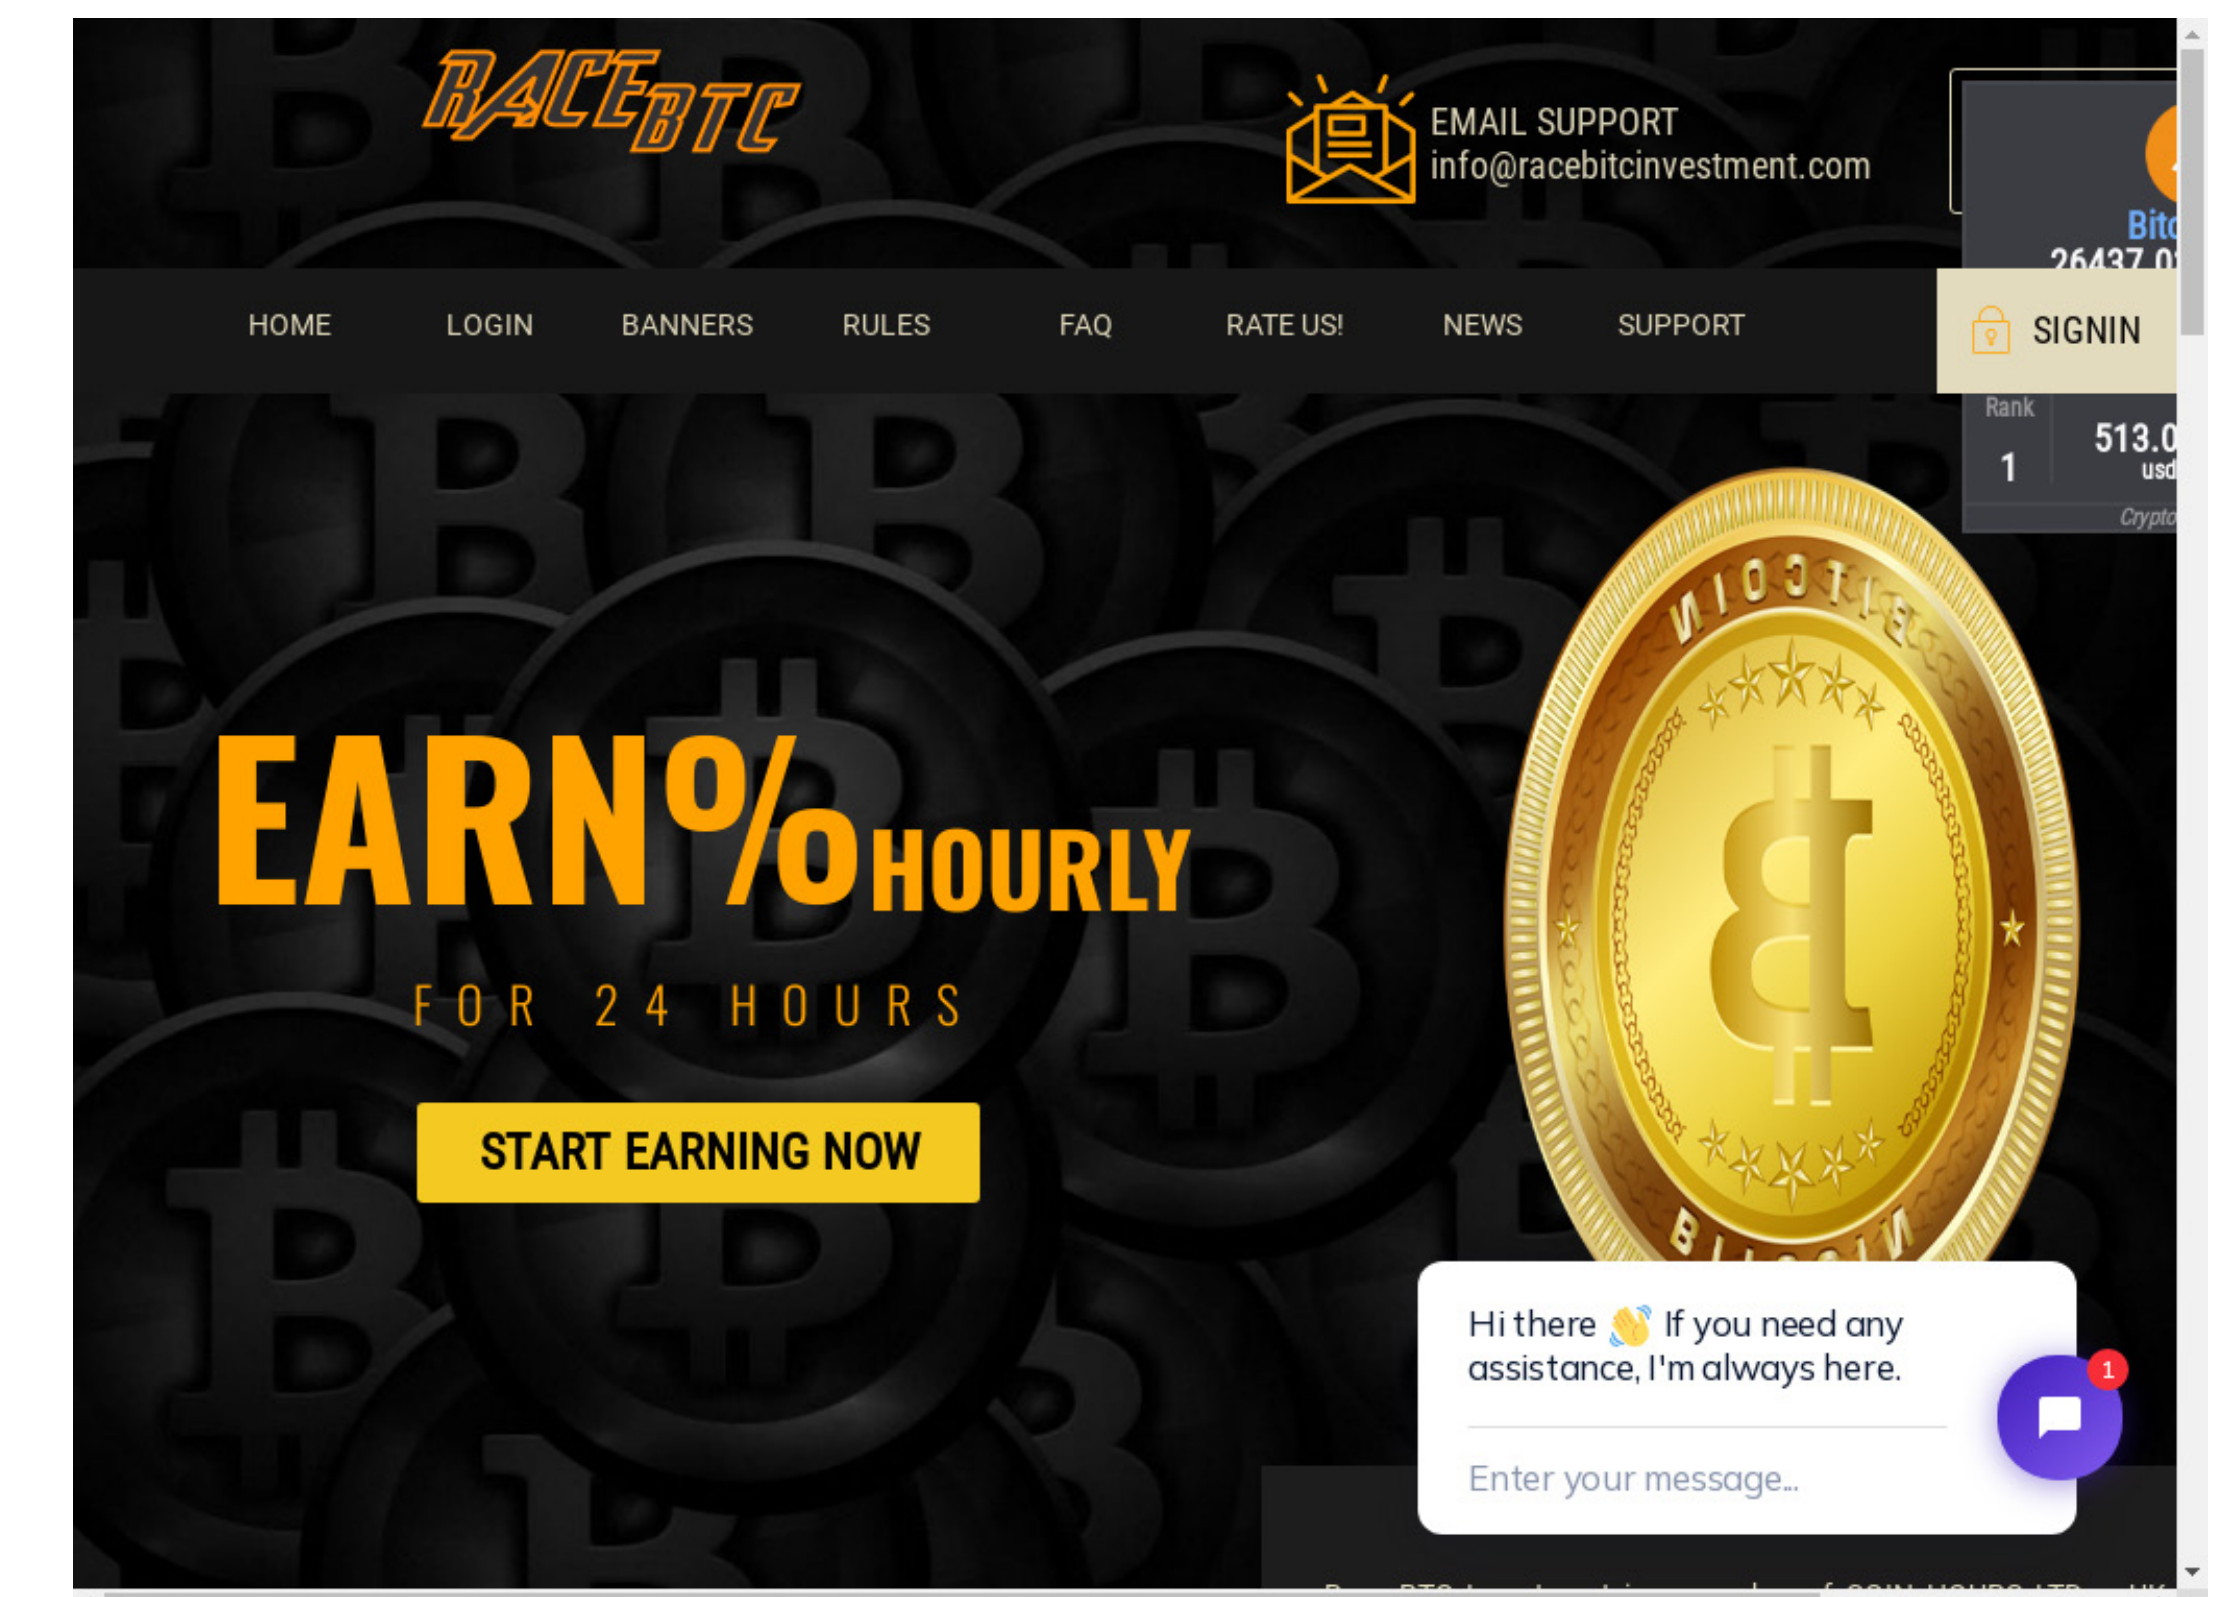 RACEBTC
EMAIL SUPPORT
info@racebitcinvestment.com
HOME LOGIN BANNERS RULES FAQ RATE US! NEWS SUPPORT
SIGNIN
Rank
1
513.0
usd
EARN% HOURLY
FOR 24 HOURS
START EARNING NOW
BITCOIN
BITCOIN
Hi there 👋 If you need any
assistance, I'm always here.
1
Enter your message...